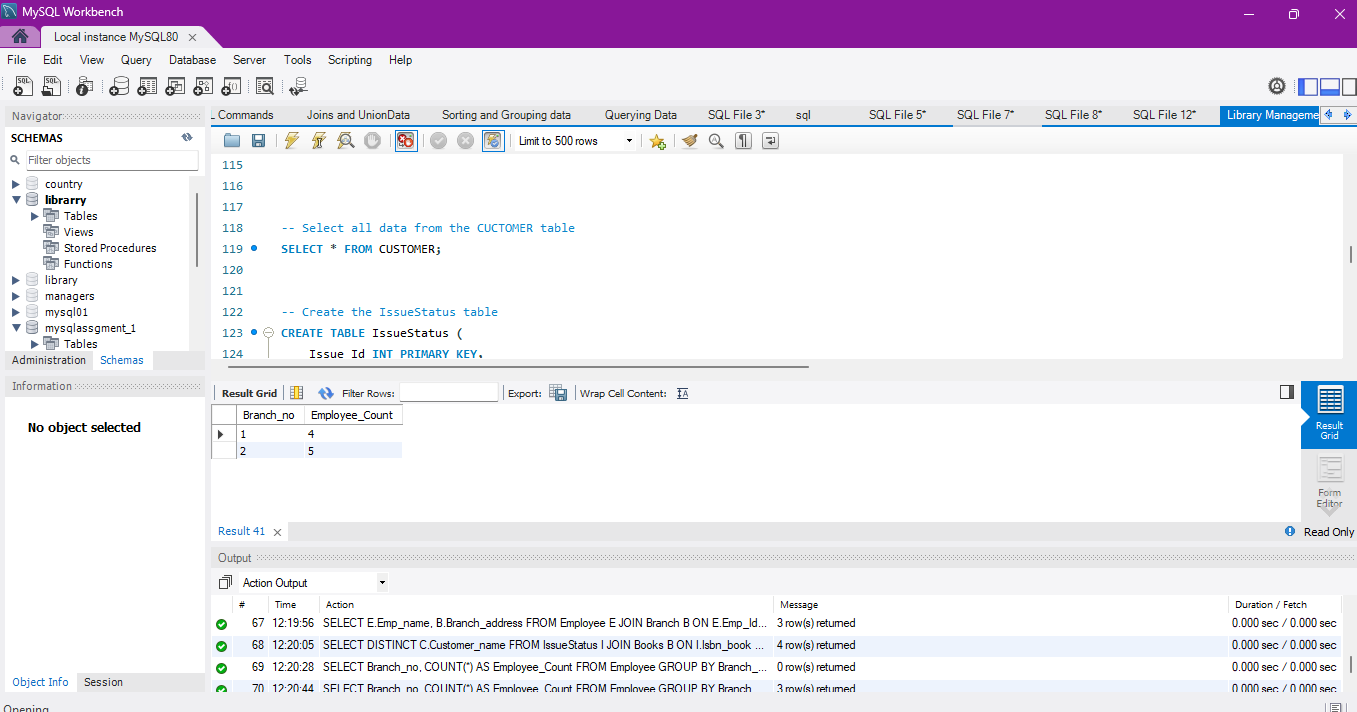 MySQL Workbench
Local instance MySQL80
File Edit View Query Database Server Tools Scripting Help
Navigator
SCHEMAS
Filter objects
country
librarry
Tables
Views
Stored Procedures
Functions
library
managers
mysql01
mysqlassgment_1
Tables
Administration Schemas
Information
No object selected
Object Info Session
Opening
Commands Joins and UnionData Sorting and Grouping data Querying Data SQL File 3* sql SQL File 5* SQL File 7* SQL File 8* SQL File 12* Library Manageme
Limit to 500 rows
115
116
117
118 -- Select all data from the CUCTOMER table
119 SELECT * FROM CUSTOMER;
120
121
122 -- Create the IssueStatus table
123 CREATE TABLE IssueStatus (
124 Issue_Id INT PRIMARY KEY,
Result Grid Filter Rows: Export: Wrap Cell Content:
Branch_no Employee_Count
1 4
2 5
Result Grid
Form Editor
Result 41
Read Only
Output
Action Output
# Time Action Message Duration / Fetch
67 12:19:56 SELECT E.Emp_name, B.Branch_address FROM Employee E JOIN Branch B ON E.Emp_Id... 3 row(s) returned 0.000 sec / 0.000 sec
68 12:20:05 SELECT DISTINCT C.Customer_name FROM IssueStatus I JOIN Books B ON I.Isbn_book ... 4 row(s) returned 0.000 sec / 0.000 sec
69 12:20:28 SELECT Branch_no, COUNT(*) AS Employee_Count FROM Employee GROUP BY Branch_... 0 row(s) returned 0.000 sec / 0.000 sec
70 12:20:44 SELECT Branch_no, COUNT(*) AS Employee_Count FROM Employee GROUP BY Branch_... 3 row(s) returned 0.000 sec / 0.000 sec